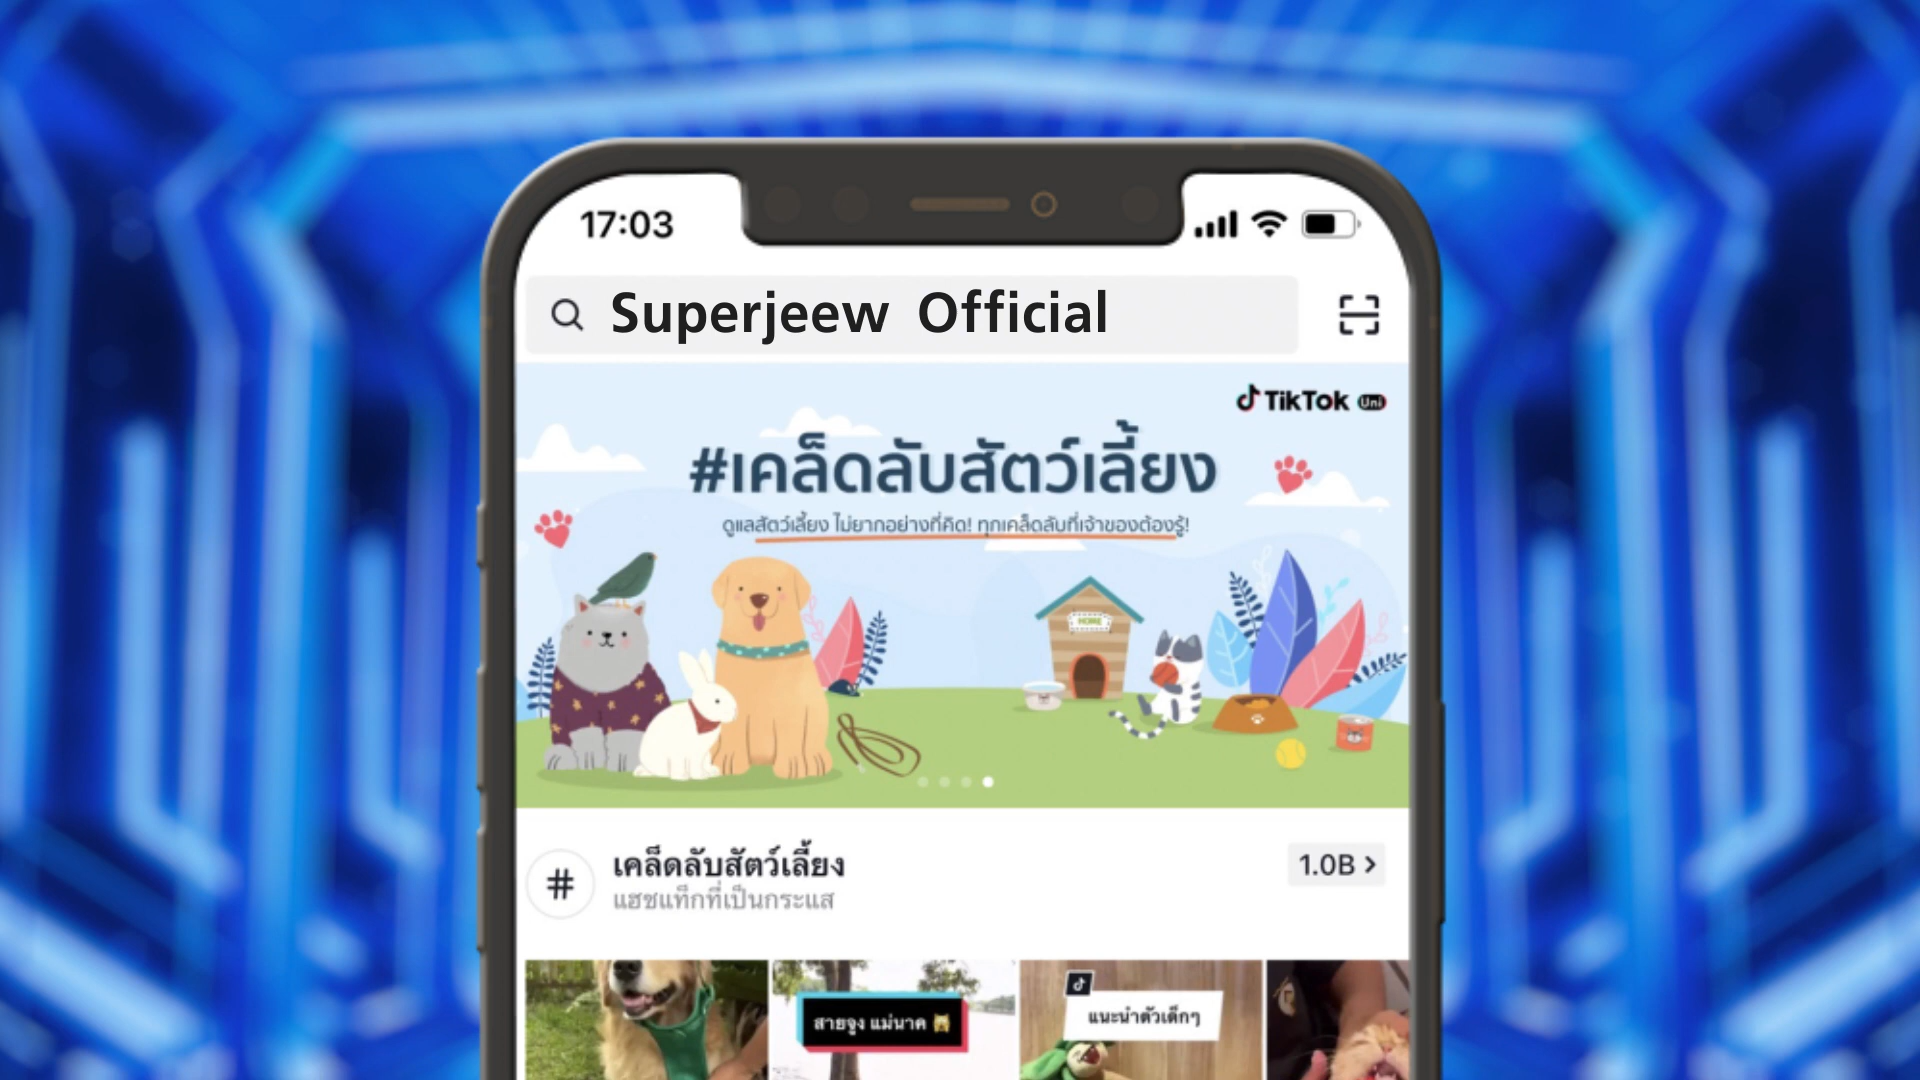 17:03
Superjeew Official
TikTok Uni
#เคล็ดลับสัตว์เลี้ยง
ดูแลสัตว์เลี้ยง ไม่ยากอย่างที่คิด! ทุกเคล็ดลับที่เจ้าของต้องรู้!
HOME
# เคล็ดลับสัตว์เลี้ยง
1.0B >
แฮชแท็กที่เป็นกระแส
สายจูง แม่นาค
แนะนำตัวเด็กๆ